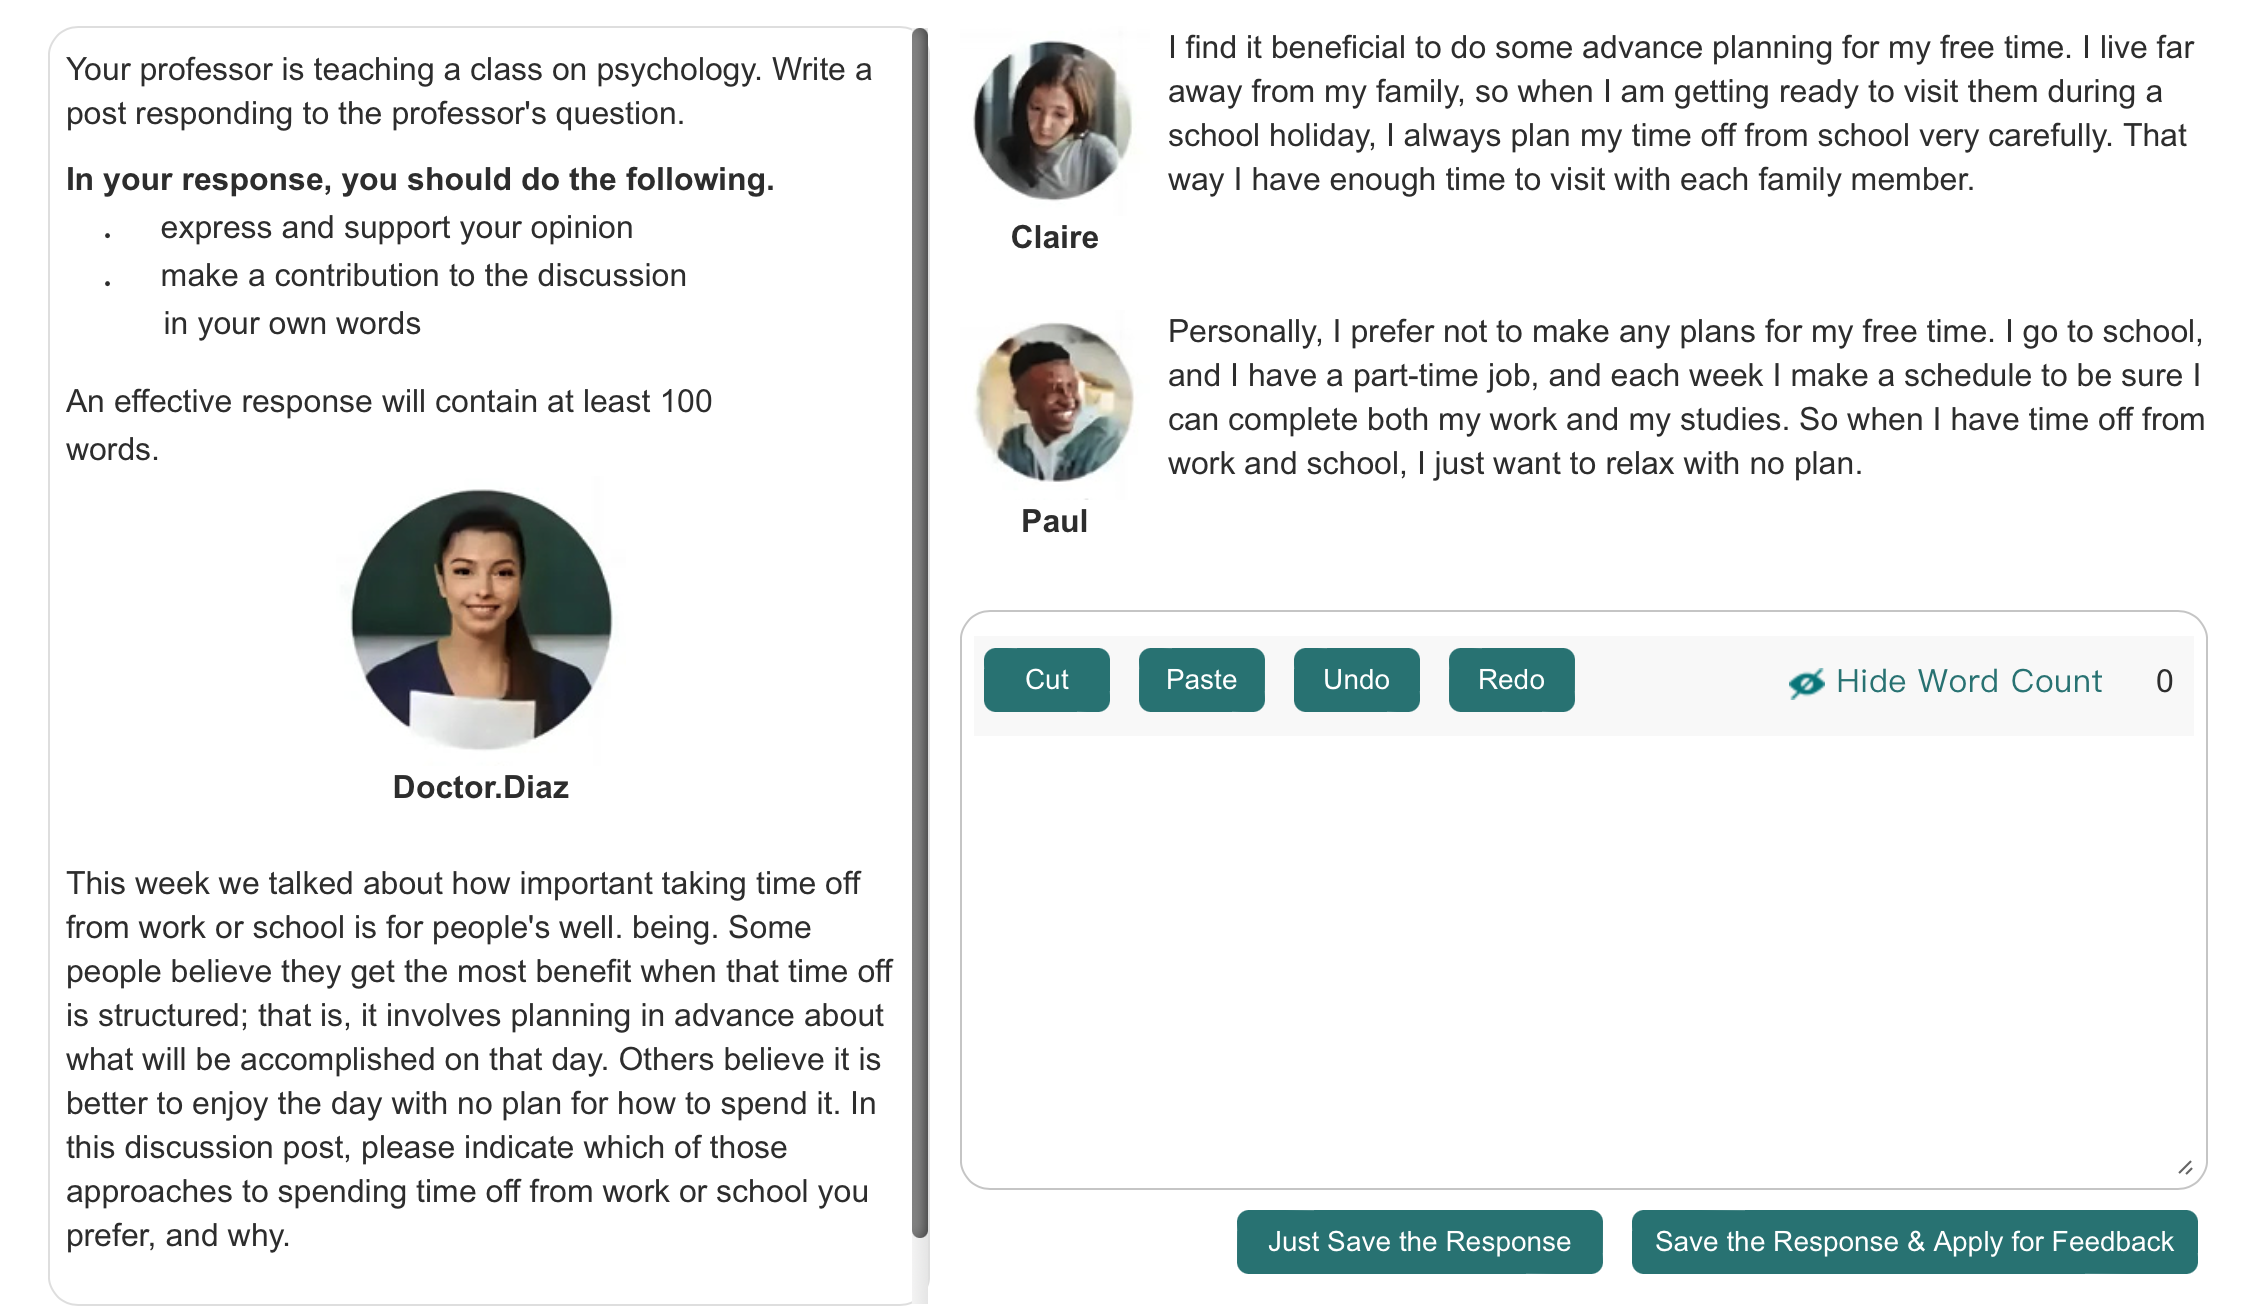 Your professor is teaching a class on psychology. Write a
post responding to the professor's question.
In your response, you should do the following.
. express and support your opinion
. make a contribution to the discussion
in your own words
An effective response will contain at least 100
words.
Doctor.Diaz
This week we talked about how important taking time off
from work or school is for people's well. being. Some
people believe they get the most benefit when that time off
is structured; that is, it involves planning in advance about
what will be accomplished on that day. Others believe it is
better to enjoy the day with no plan for how to spend it. In
this discussion post, please indicate which of those
approaches to spending time off from work or school you
prefer, and why.
I find it beneficial to do some advance planning for my free time. I live far
away from my family, so when I am getting ready to visit them during a
school holiday, I always plan my time off from school very carefully. That
way I have enough time to visit with each family member.
Claire
Personally, I prefer not to make any plans for my free time. I go to school,
and I have a part-time job, and each week I make a schedule to be sure I
can complete both my work and my studies. So when I have time off from
work and school, I just want to relax with no plan.
Paul
Cut Paste Undo Redo Hide Word Count 0
Just Save the Response Save the Response & Apply for Feedback